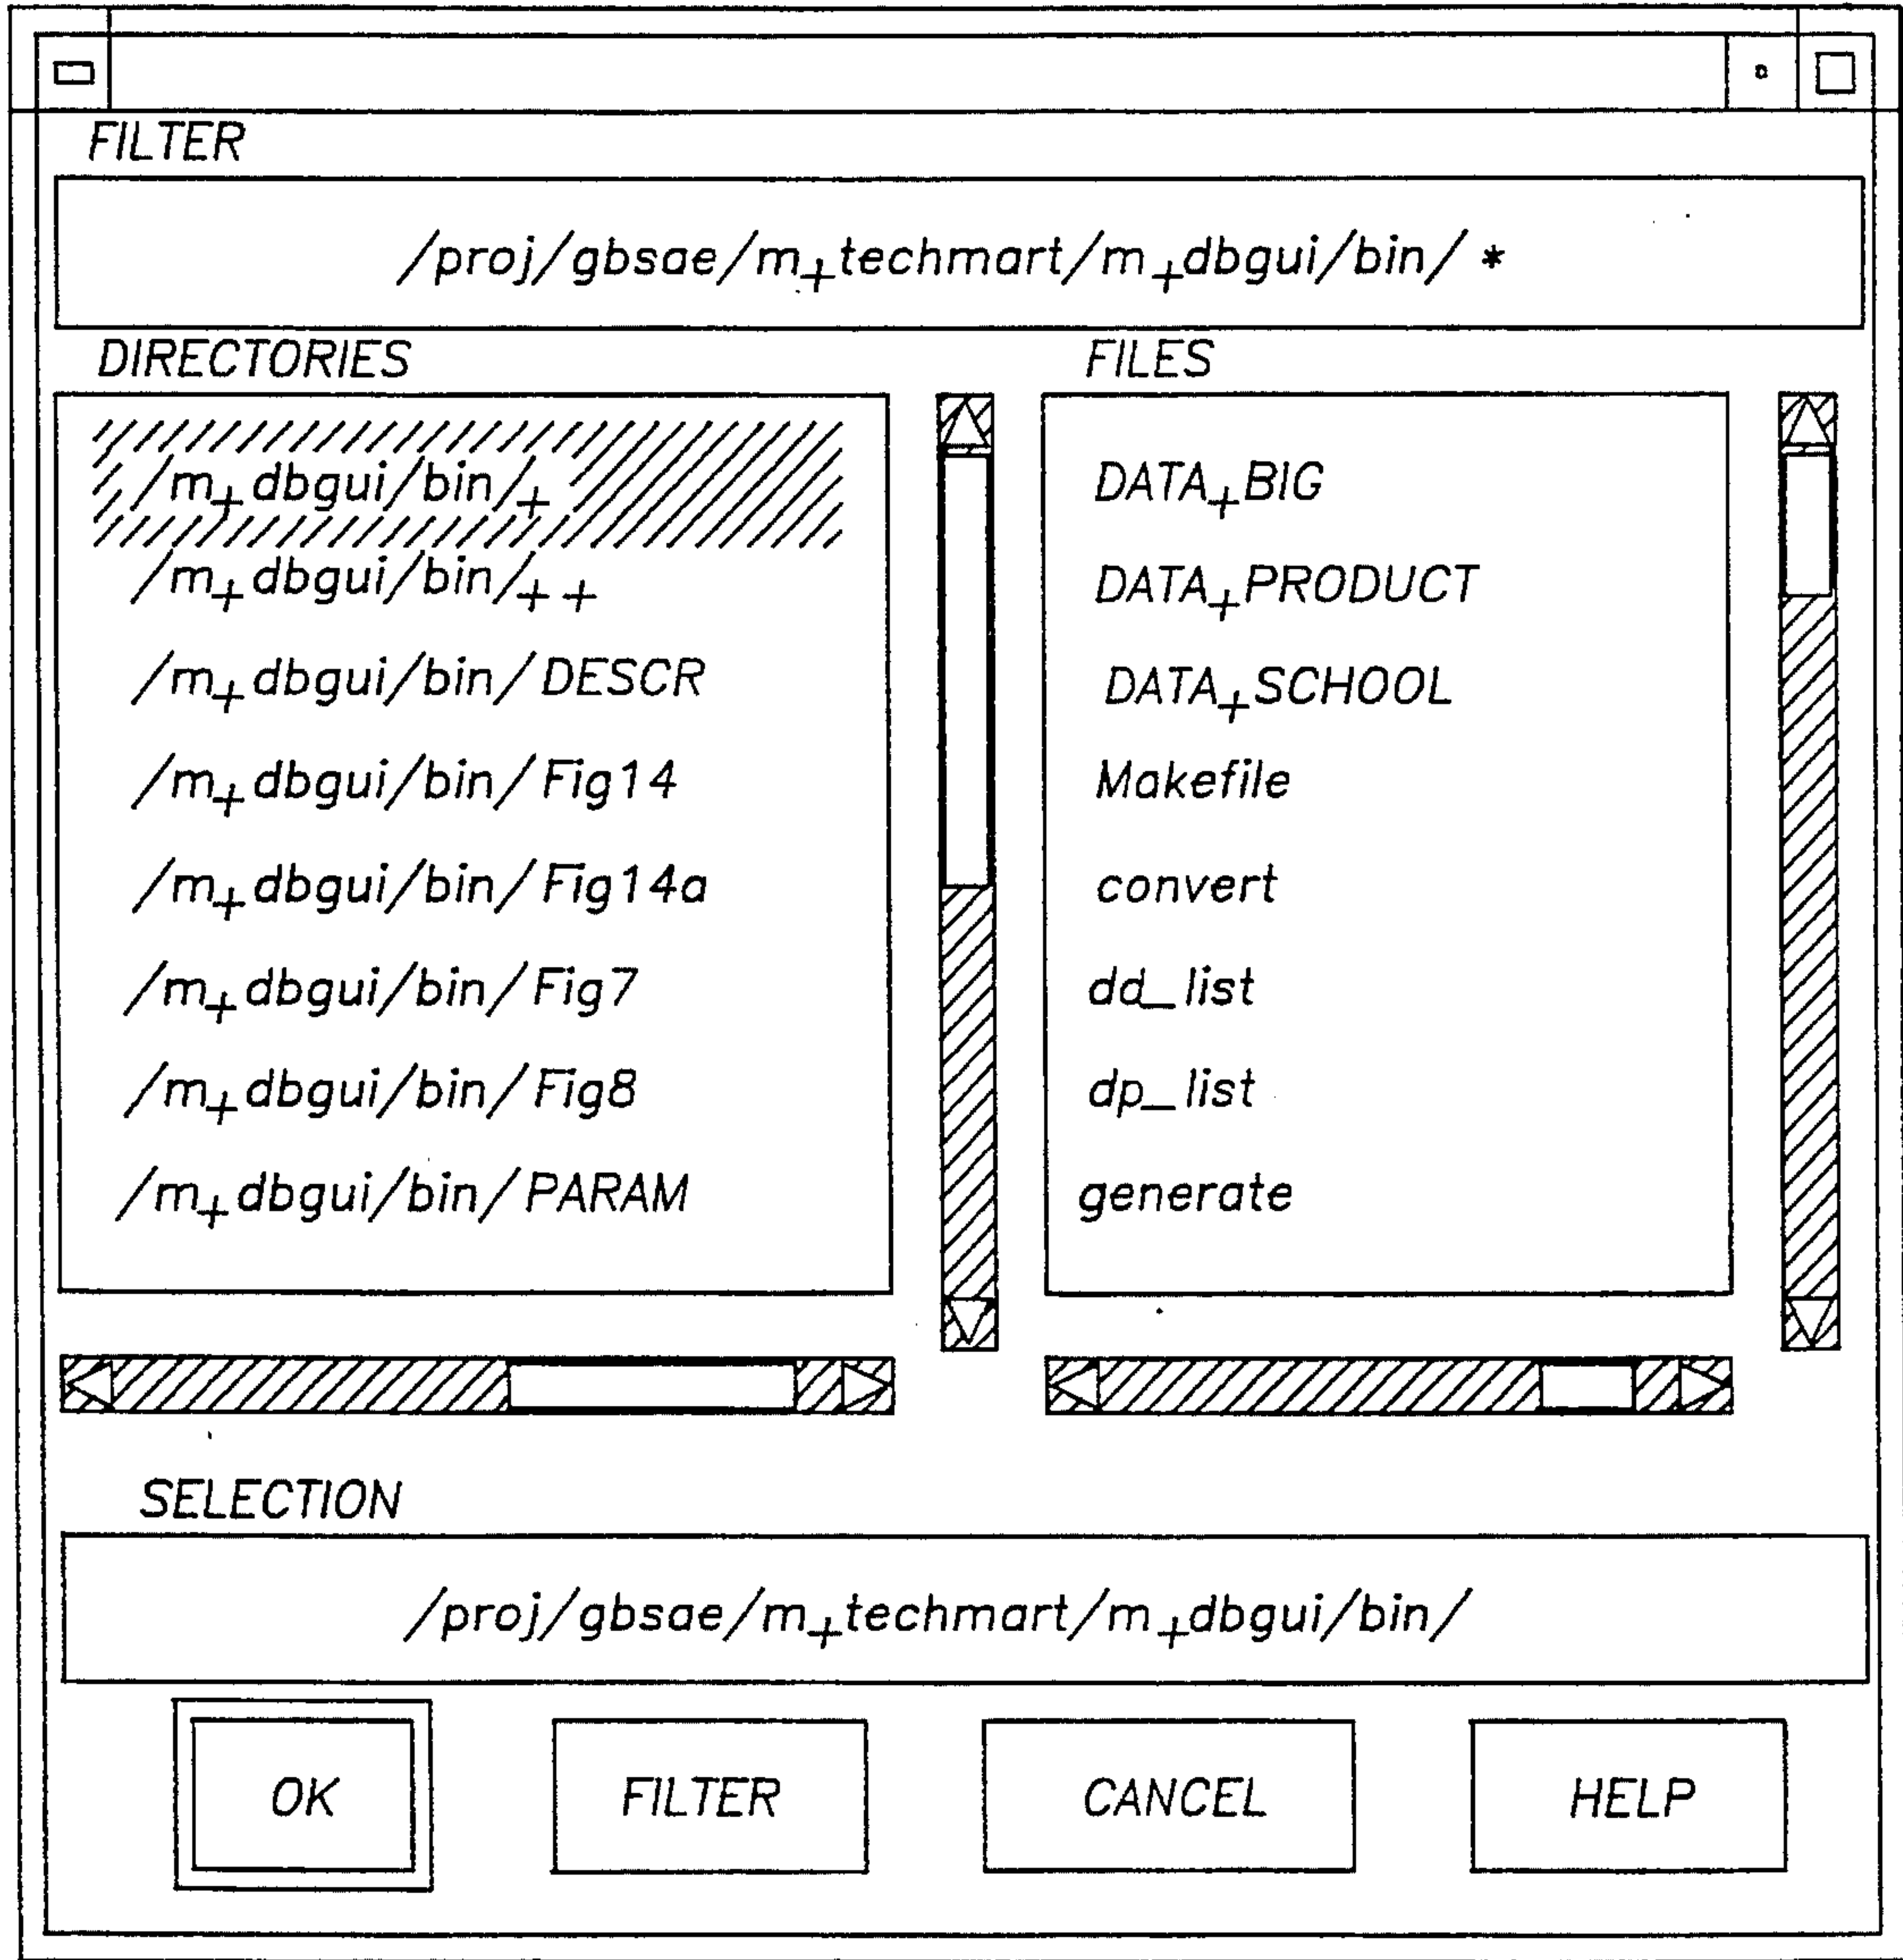 FILTER
/proj/gbsae/m+techmart/m+dbgui/bin/ *
DIRECTORIES
/m+dbgui/bin/+
/m+dbgui/bin/++
/m+dbgui/bin/DESCR
/m+dbgui/bin/Fig14
/m+dbgui/bin/Fig14a
/m+dbgui/bin/Fig7
/m+dbgui/bin/Fig8
/m+dbgui/bin/PARAM
FILES
DATA+BIG
DATA+PRODUCT
DATA+SCHOOL
Makefile
convert
dd_list
dp_list
generate
SELECTION
/proj/gbsae/m+techmart/m+dbgui/bin/
OK
FILTER
CANCEL
HELP